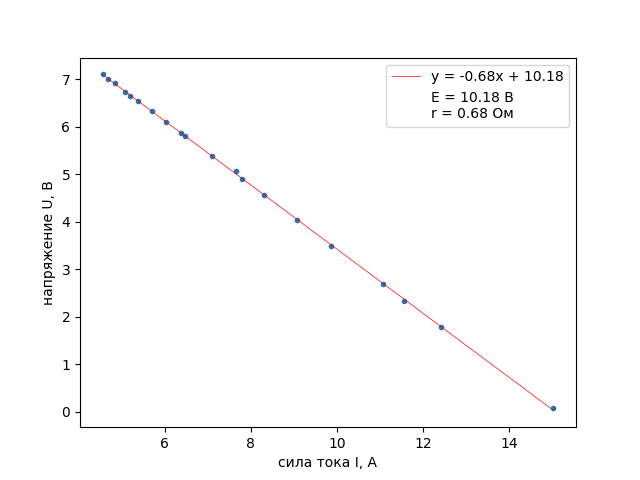 y = -0.68x + 10.18
E = 10.18 В
r = 0.68 Ом
напряжение U, В
7
6
5
4
3
2
1
0
6 8 10 12 14
сила тока I, А